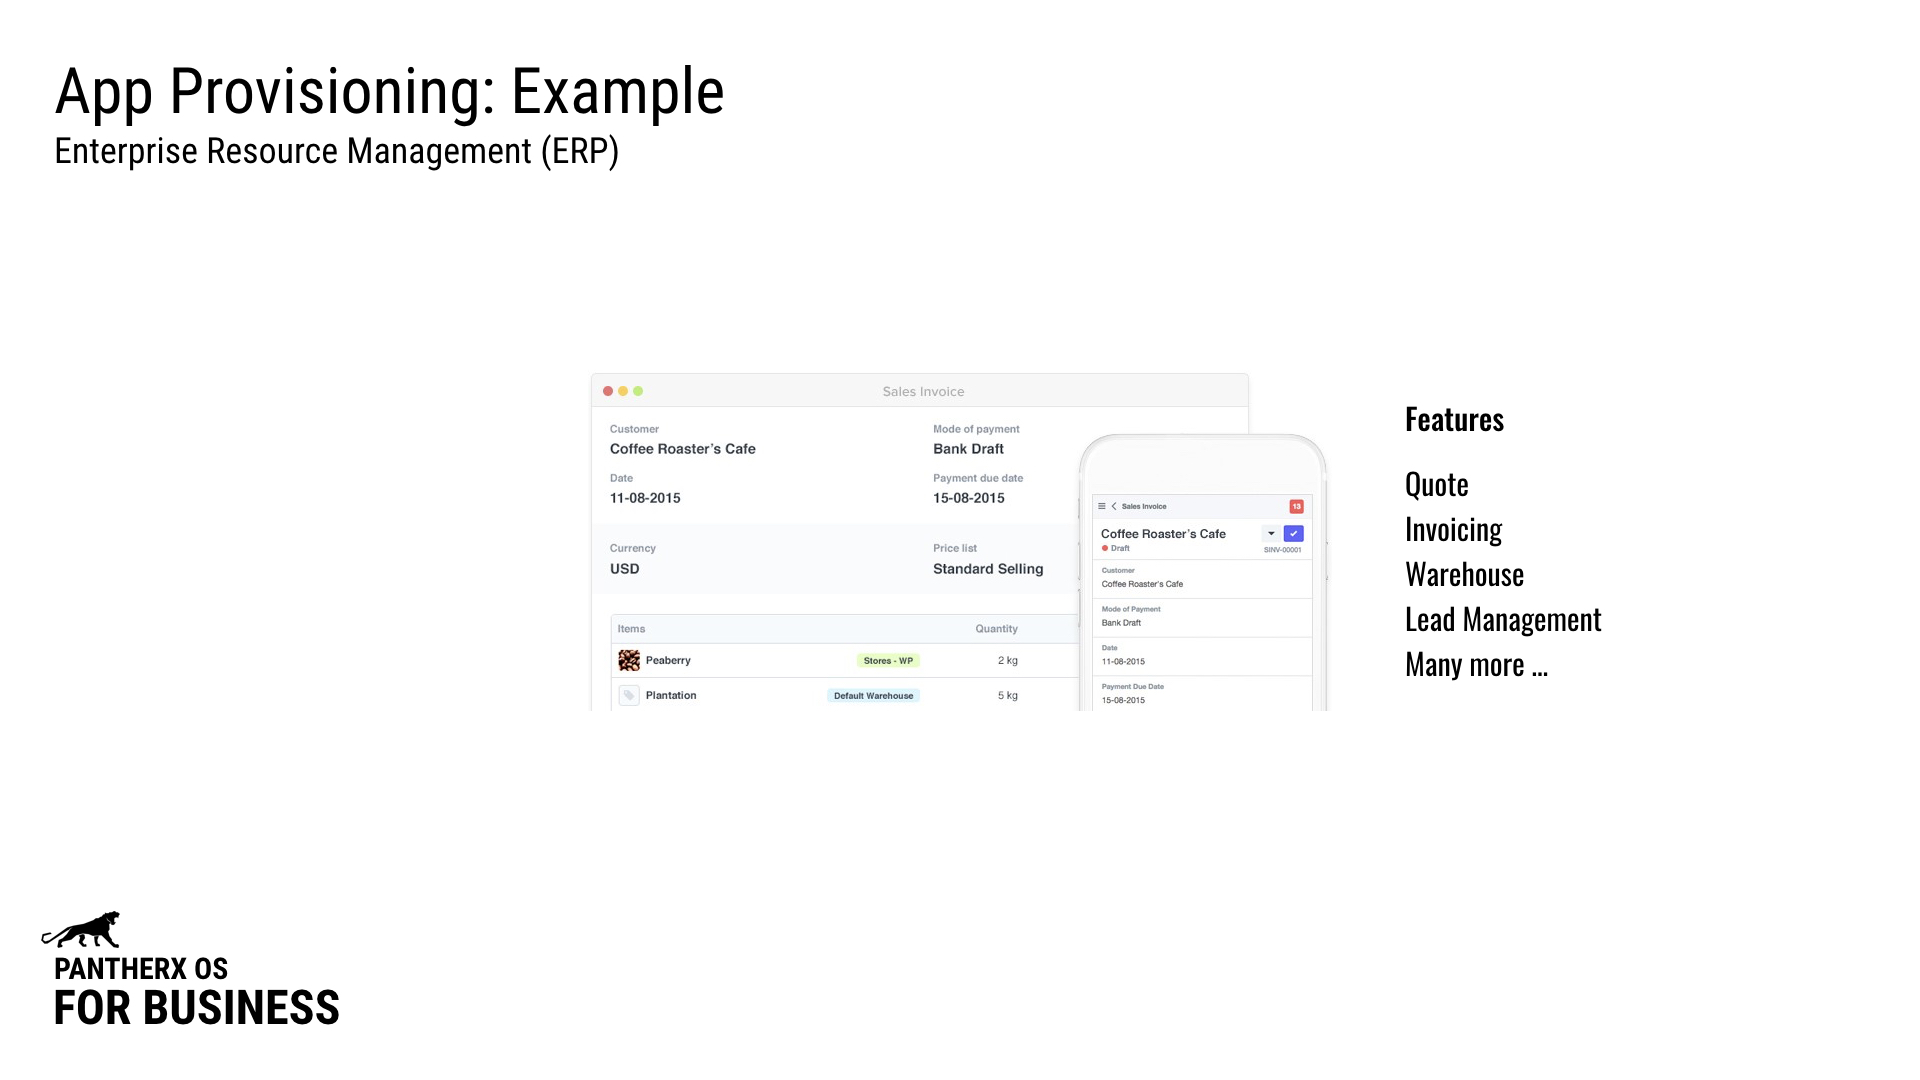 App Provisioning: Example
Enterprise Resource Management (ERP)
Sales Invoice
Customer
Coffee Roaster's Cafe
Mode of payment
Bank Draft
Date
11-08-2015
Payment due date
15-08-2015
Currency
USD
Price list
Standard Selling
Items
Quantity
Peaberry
Stores - WP
2 kg
Plantation
Default Warehouse
5 kg
Sales Invoice
13
Coffee Roaster's Cafe
Draft
SINV-00001
Customer
Coffee Roaster's Cafe
Mode of Payment
Bank Draft
Date
11-08-2015
Payment Due Date
15-08-2015
Features
Quote
Invoicing
Warehouse
Lead Management
Many more ...
PANTHERX OS
FOR BUSINESS